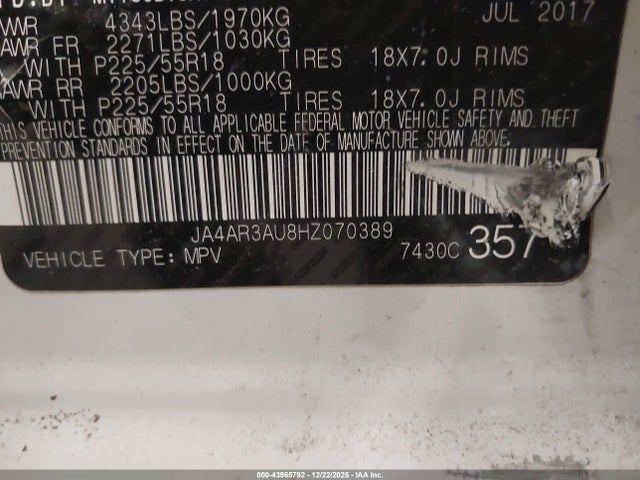 JUL 2017
4343LBS/1970KG
AWR FR 2271LBS/1030KG
WITH P225/55R18 TIRES 18X7.0J RIMS
AWR RR 2205LBS/1000KG
WITH P225/55R18 TIRES 18X7.0J RIMS
THIS VEHICLE CONFORMS TO ALL APPLICABLE FEDERAL MOTOR VEHICLE SAFETY AND THEFT
PREVENTION STANDARDS IN EFFECT ON THE DATE OF MANUFACTURE SHOWN ABOVE.
JA4AR3AU8HZ070389
VEHICLE TYPE: MPV 7430C 357
000-43965792 - 12/22/2025 - IAA Inc.